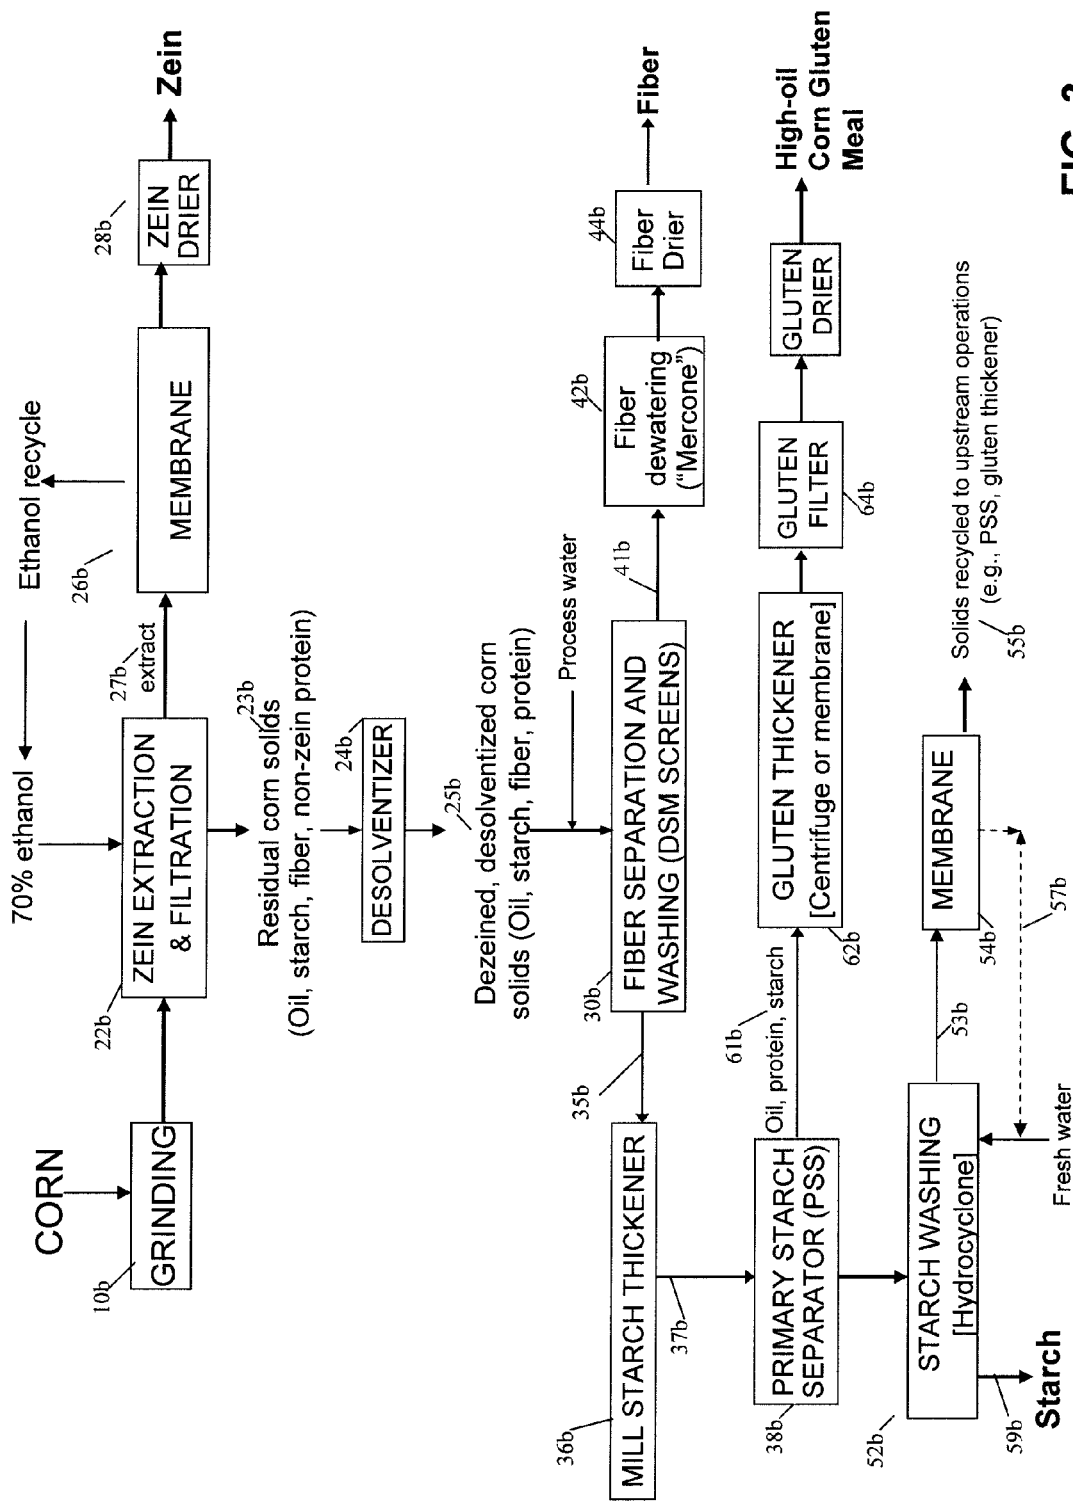 CORN
10b
GRINDING
70% ethanol
Ethanol recycle
22b
ZEIN EXTRACTION
& FILTRATION
27b
extract
26b
MEMBRANE
28b
ZEIN
DRIER
Zein
23b
Residual corn solids
(Oil, starch, fiber, non-zein protein)
24b
DESOLVENTIZER
25b
Dezeined, desolventized corn
solids (Oil, starch, fiber, protein)
Process water
30b
FIBER SEPARATION AND
WASHING (DSM SCREENS)
41b
42b
Fiber
dewatering
("Mercone")
44b
Fiber
Drier
Fiber
35b
36b
MILL STARCH THICKENER
37b
38b
PRIMARY STARCH
SEPARATOR (PSS)
61b
Oil, protein, starch
62b
GLUTEN THICKENER
[Centrifuge or membrane]
GLUTEN
FILTER
64b
GLUTEN
DRIER
High-oil
Corn Gluten
Meal
52b
STARCH WASHING
[Hydrocyclone]
53b
54b
MEMBRANE
Solids recycled to upstream operations
(e.g., PSS, gluten thickener)
55b
57b
Fresh water
59b
Starch
FIG.